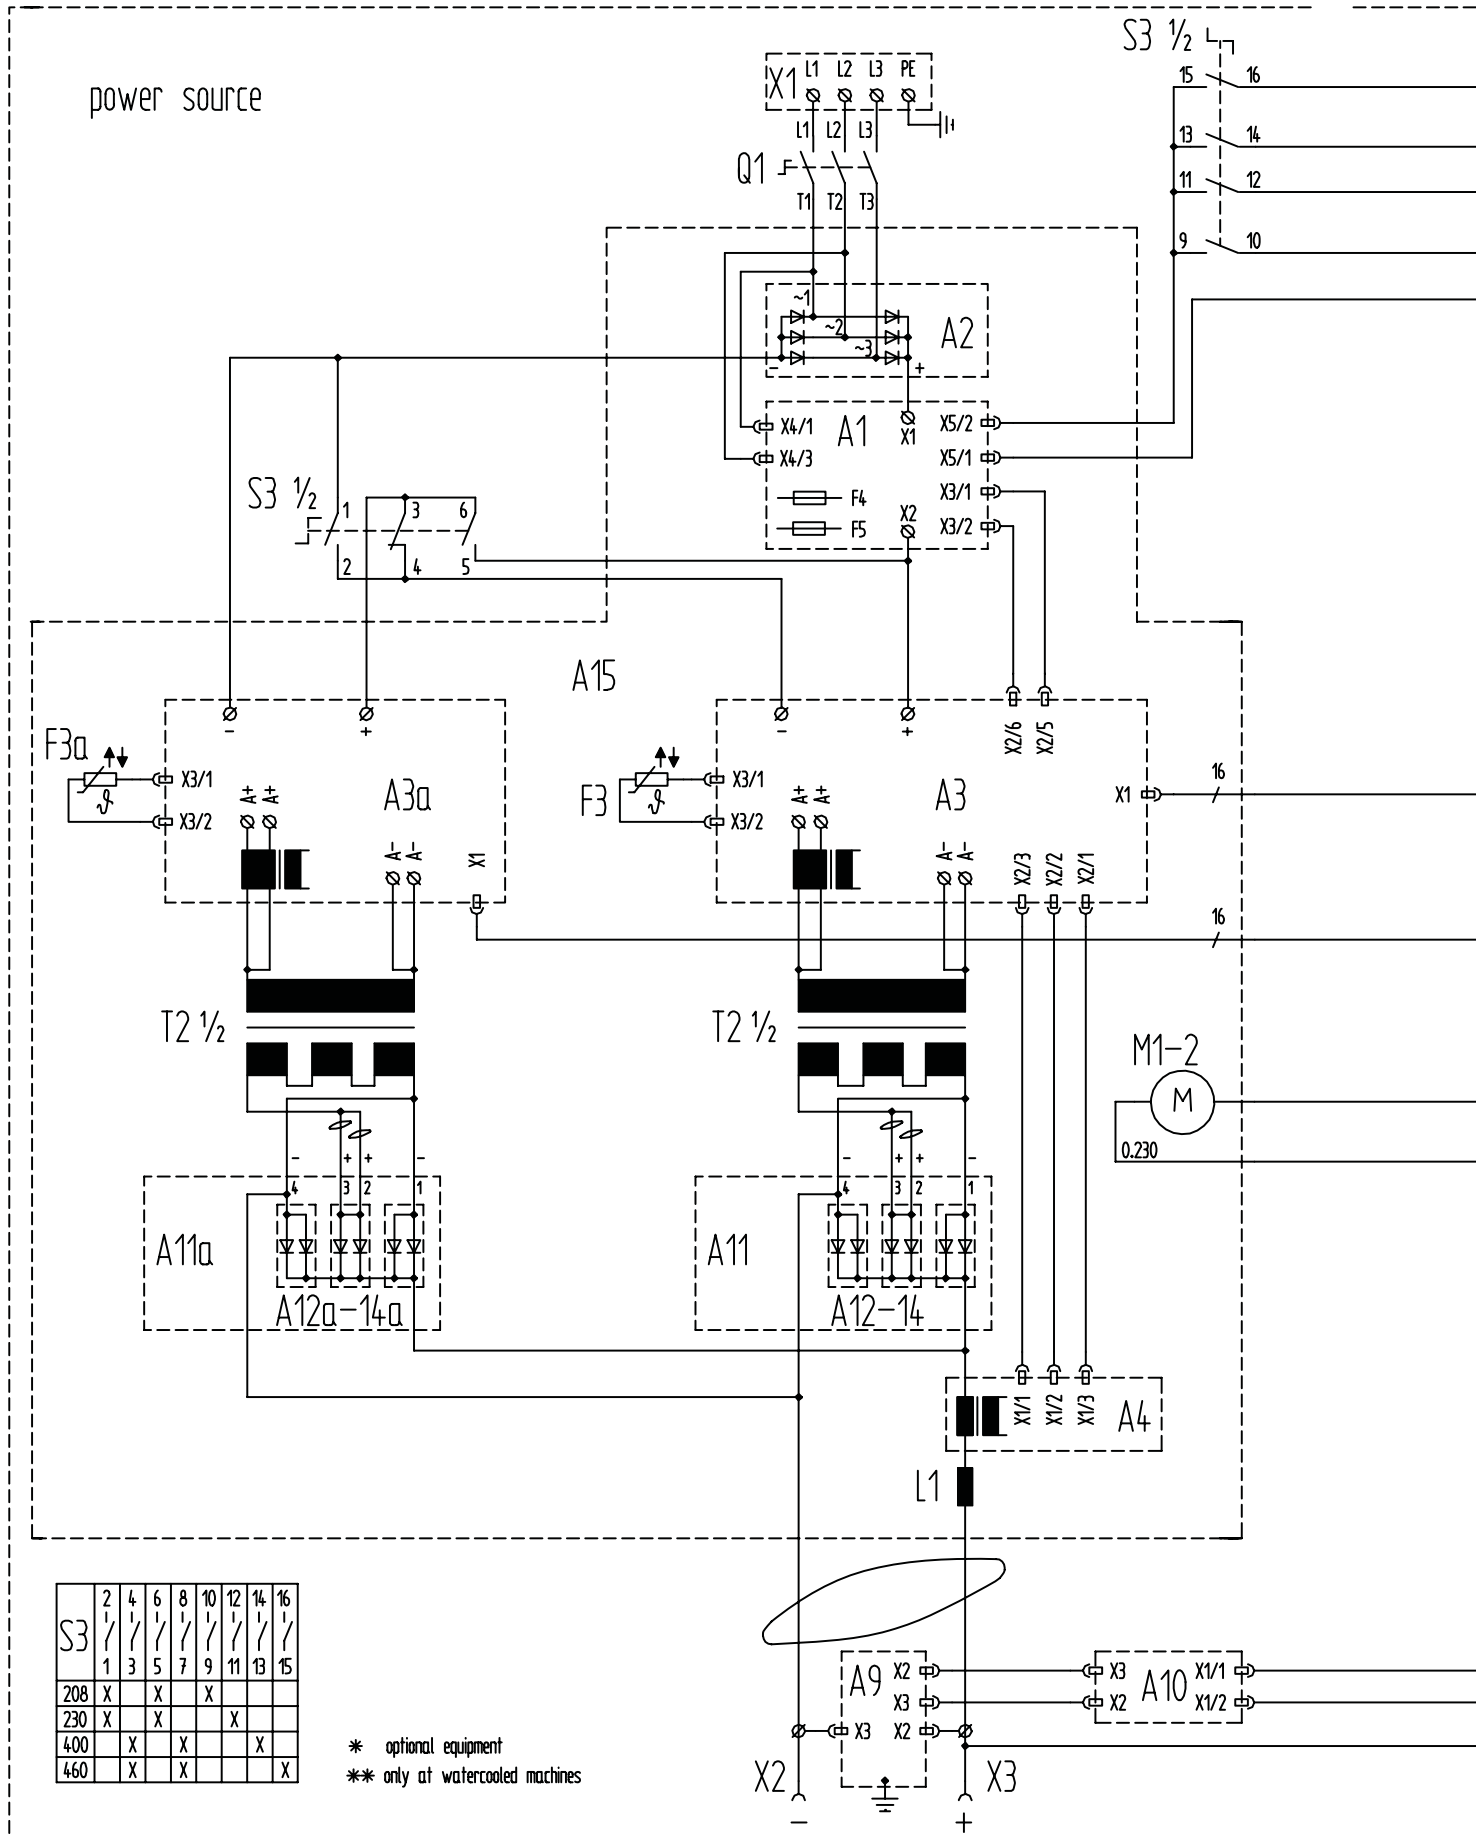 S3 ½
power source
X1 L1 L2 L3 PE
15 16
L1 L2 L3
13 14
Q1
11 12
T1 T2 T3
9 10
~1
~2
~3
A2
- +
X4/1 A1 X1 X5/2
X4/3 X5/1
S3 ½ 1 3 6
F4 X3/1
X2
F5 X3/2
2 4 5
A15
- + - +
X2/6 X2/5
F3a
X3/1 A+ A+ A3a
F3 X3/1 A+ A+ A3
X1 16
ϑ X3/2
ϑ X3/2
A- A- X1
A- A- X2/3 X2/2 X2/1
16
T2 ½ T2 ½
M1-2
M
0.230
- + + - - + + -
4 3 2 1 4 3 2 1
A11a A11
A12a-14a A12-14
X1/1 X1/2 X1/3 A4
L1
S3
2 4 6 8 10 12 14 16
1 3 5 7 9 11 13 15
208 X X X
230 X X X
400 X X X
460 X X X
A9 X2 X3 A10 X1/1
X3 X2 X1/2
X3 X2
* optional equipment
** only at watercooled machines
X2 X3
- +